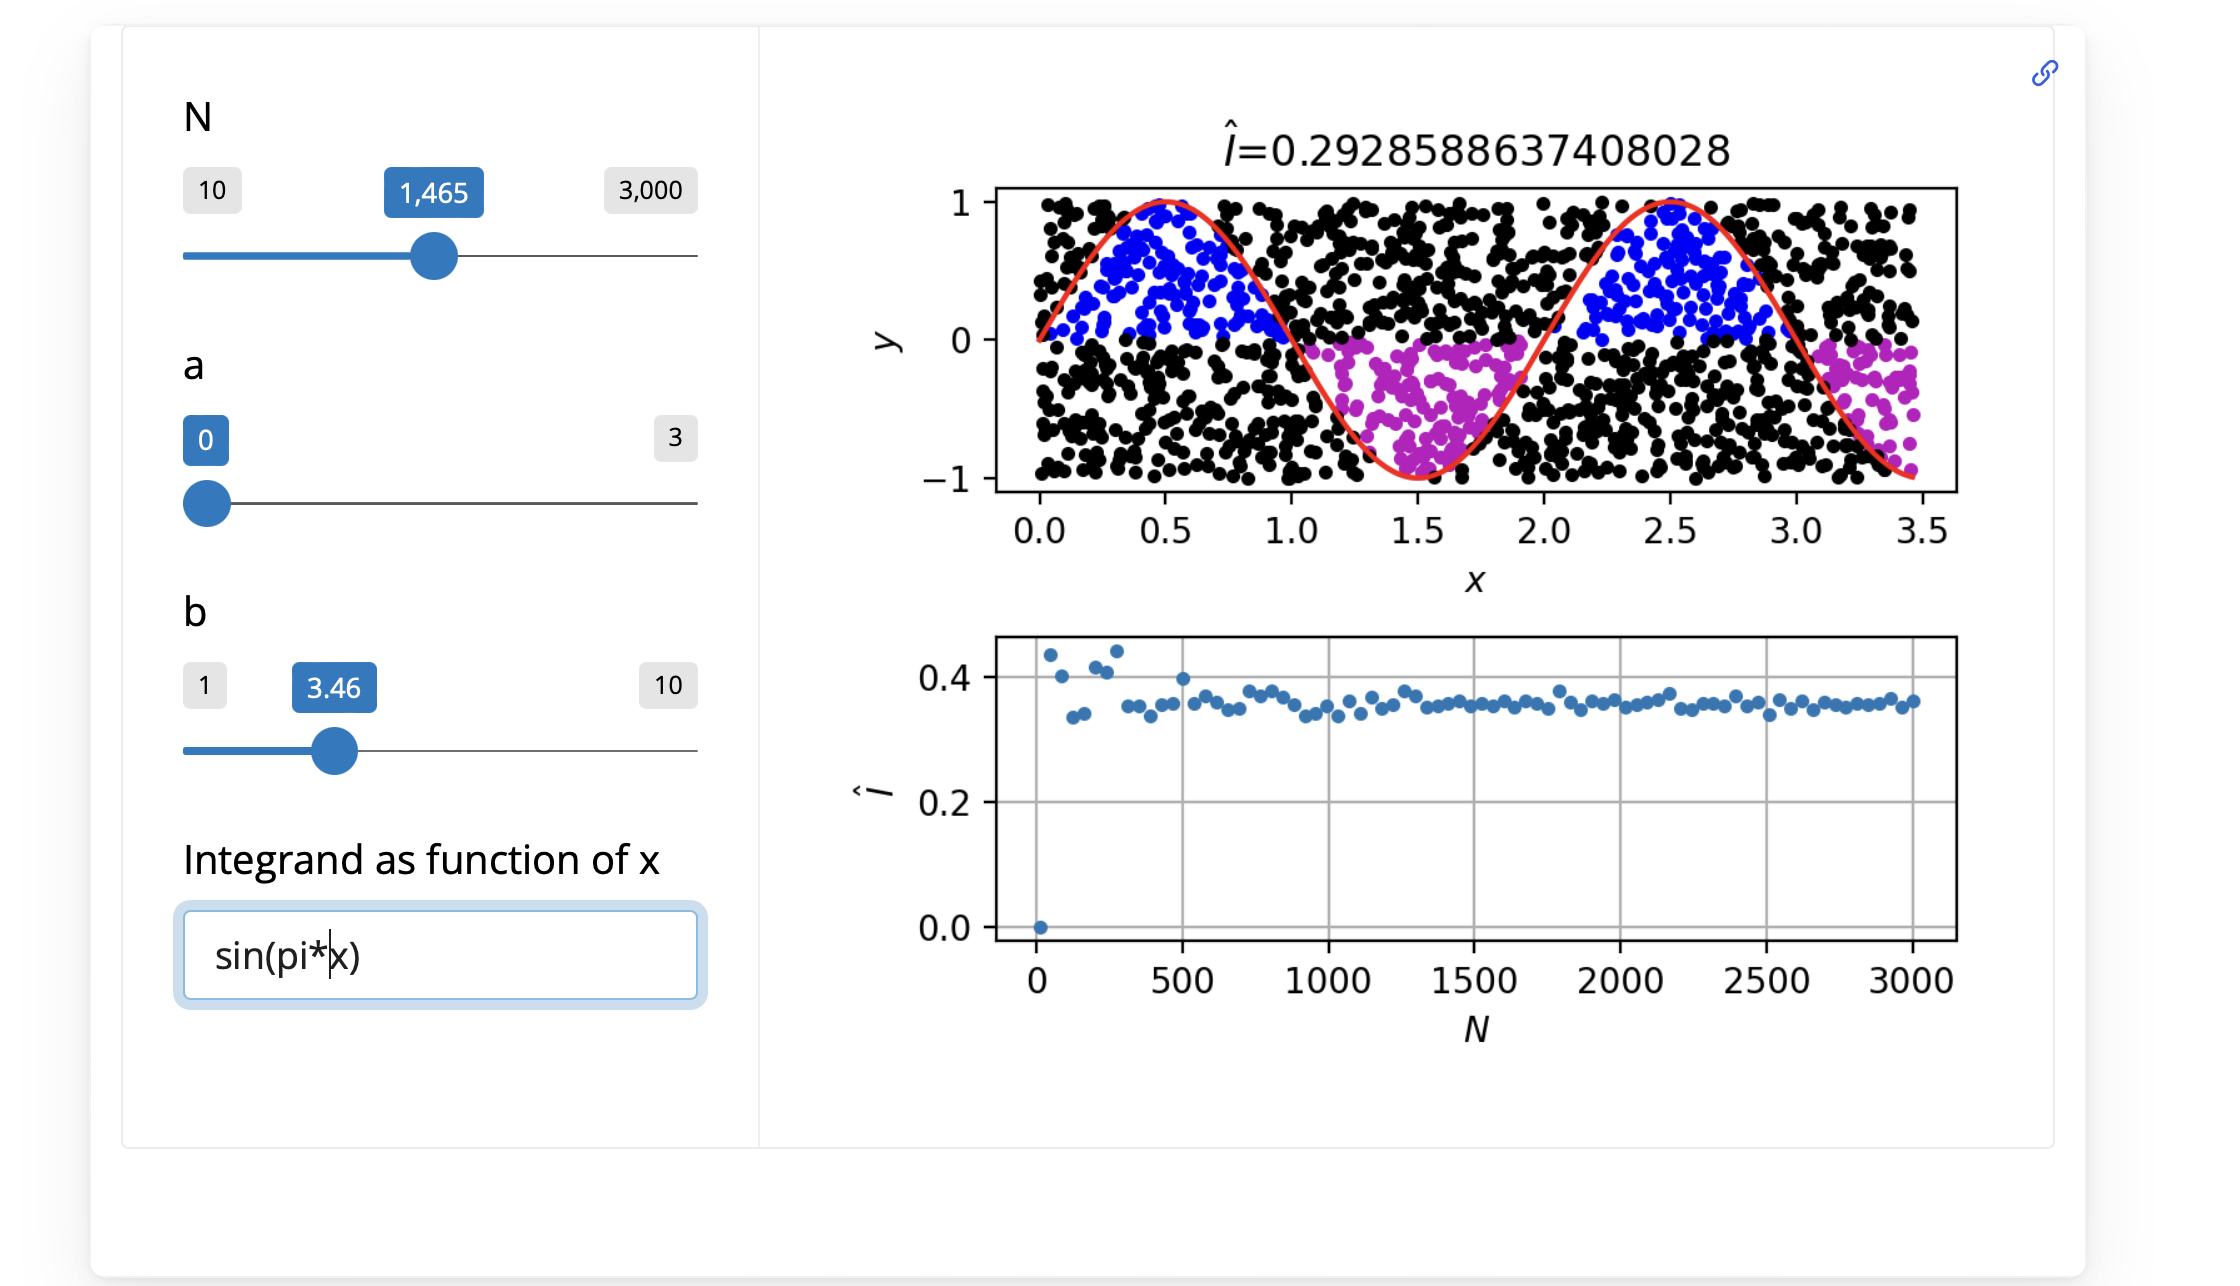 N
10 1,465 3,000
a
0 3
b
1 3.46 10
Integrand as function of x
sin(pi*x)
Î=0.2928588637408028
y
1
0
−1
0.0 0.5 1.0 1.5 2.0 2.5 3.0 3.5
x
Î
0.4
0.2
0.0
0 500 1000 1500 2000 2500 3000
N